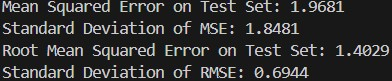 Mean Squared Error on Test Set: 1.9681
Standard Deviation of MSE: 1.8481
Root Mean Squared Error on Test Set: 1.4029
Standard Deviation of RMSE: 0.6944